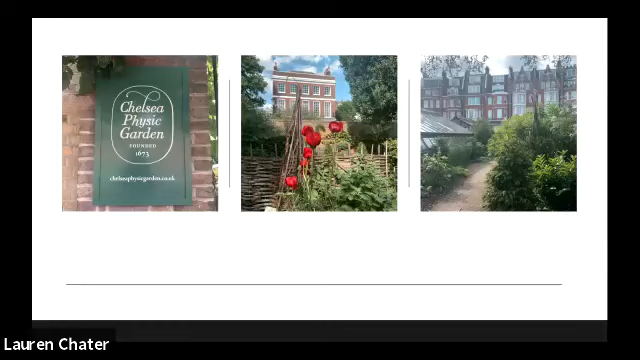 Chelsea
Physic
Garden
FOUNDED
1673
chelseaphysicgarden.co.uk
Lauren Chater